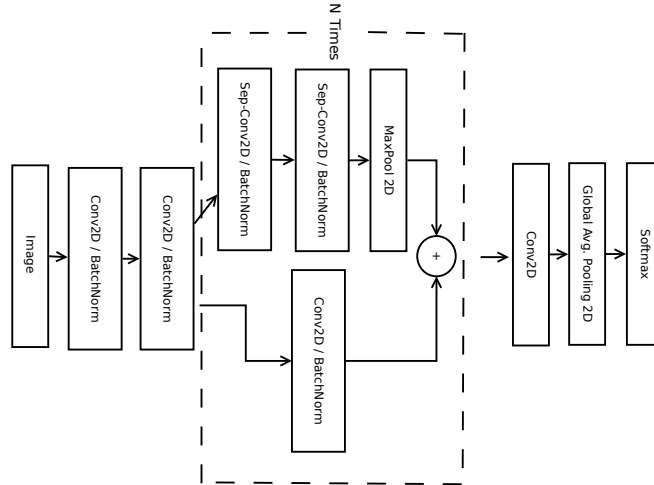 N Times
Image
Conv2D / BatchNorm
Conv2D / BatchNorm
Sep-Conv2D / BatchNorm
Sep-Conv2D / BatchNorm
MaxPool 2D
+
Conv2D / BatchNorm
Conv2D
Global Avg. Pooling 2D
Softmax